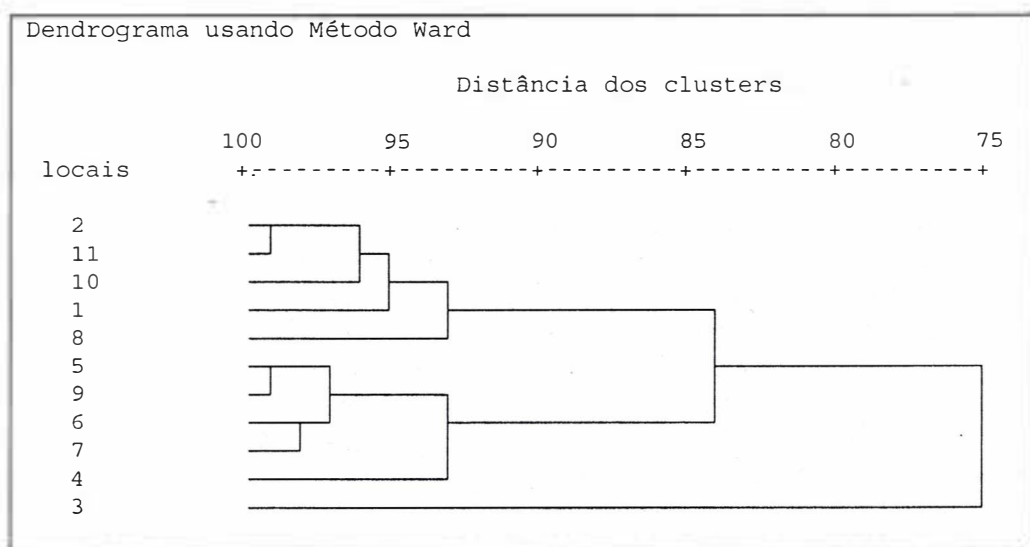 Dendrograma usando Método Ward
Distância dos clusters
100 95 90 85 80 75
locais +.---------+---------+---------+---------+---------+
2
11
10
1
8
5
9
6
7
4
3